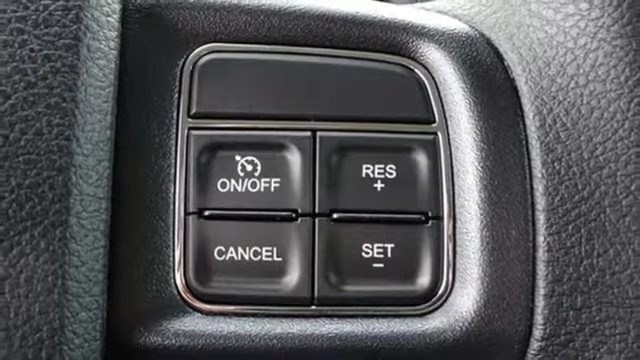 ON/OFF
RES
+
CANCEL
SET
-